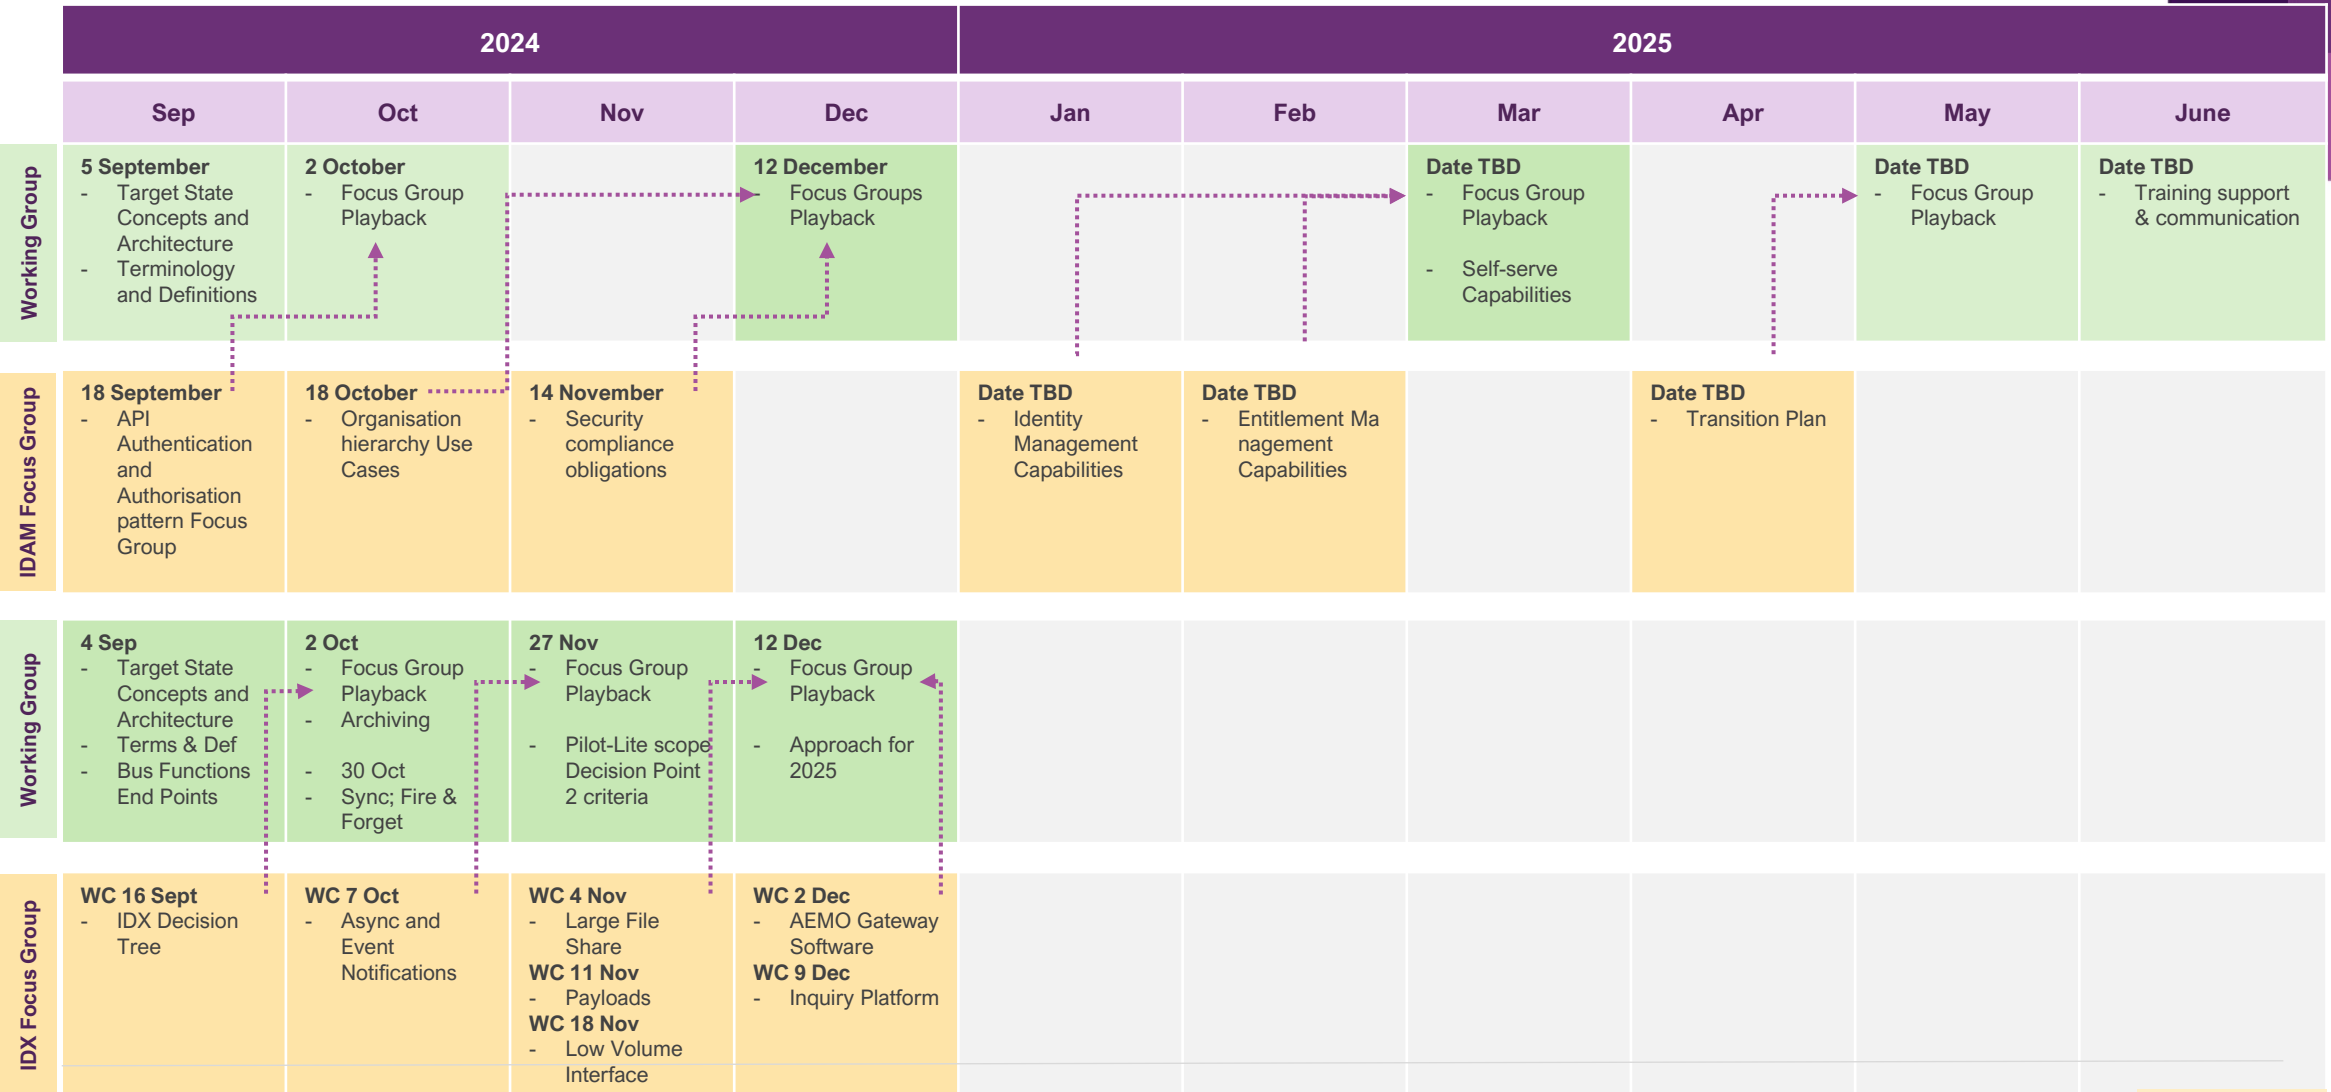 2024
2025
Sep
Oct
Nov
Dec
Jan
Feb
Mar
Apr
May
June
Working Group
5 September
- Target State
Concepts and
Architecture
- Terminology
and Definitions
2 October
- Focus Group
Playback
12 December
- Focus Groups
Playback
Date TBD
- Focus Group
Playback
- Self-serve
Capabilities
Date TBD
- Focus Group
Playback
Date TBD
- Training support
& communication
IDAM Focus Group
18 September
- API
Authentication
and
Authorisation
pattern Focus
Group
18 October
- Organisation
hierarchy Use
Cases
14 November
- Security
compliance
obligations
Date TBD
- Identity
Management
Capabilities
Date TBD
- Entitlement Ma
nagement
Capabilities
Date TBD
- Transition Plan
Working Group
4 Sep
- Target State
Concepts and
Architecture
- Terms & Def
- Bus Functions
End Points
2 Oct
- Focus Group
Playback
- Archiving
- 30 Oct
- Sync; Fire &
Forget
27 Nov
- Focus Group
Playback
- Pilot-Lite scope
Decision Point
2 criteria
12 Dec
- Focus Group
Playback
- Approach for
2025
IDX Focus Group
WC 16 Sept
- IDX Decision
Tree
WC 7 Oct
- Async and
Event
Notifications
WC 4 Nov
- Large File
Share
WC 11 Nov
- Payloads
WC 18 Nov
- Low Volume
Interface
WC 2 Dec
- AEMO Gateway
Software
WC 9 Dec
- Inquiry Platform